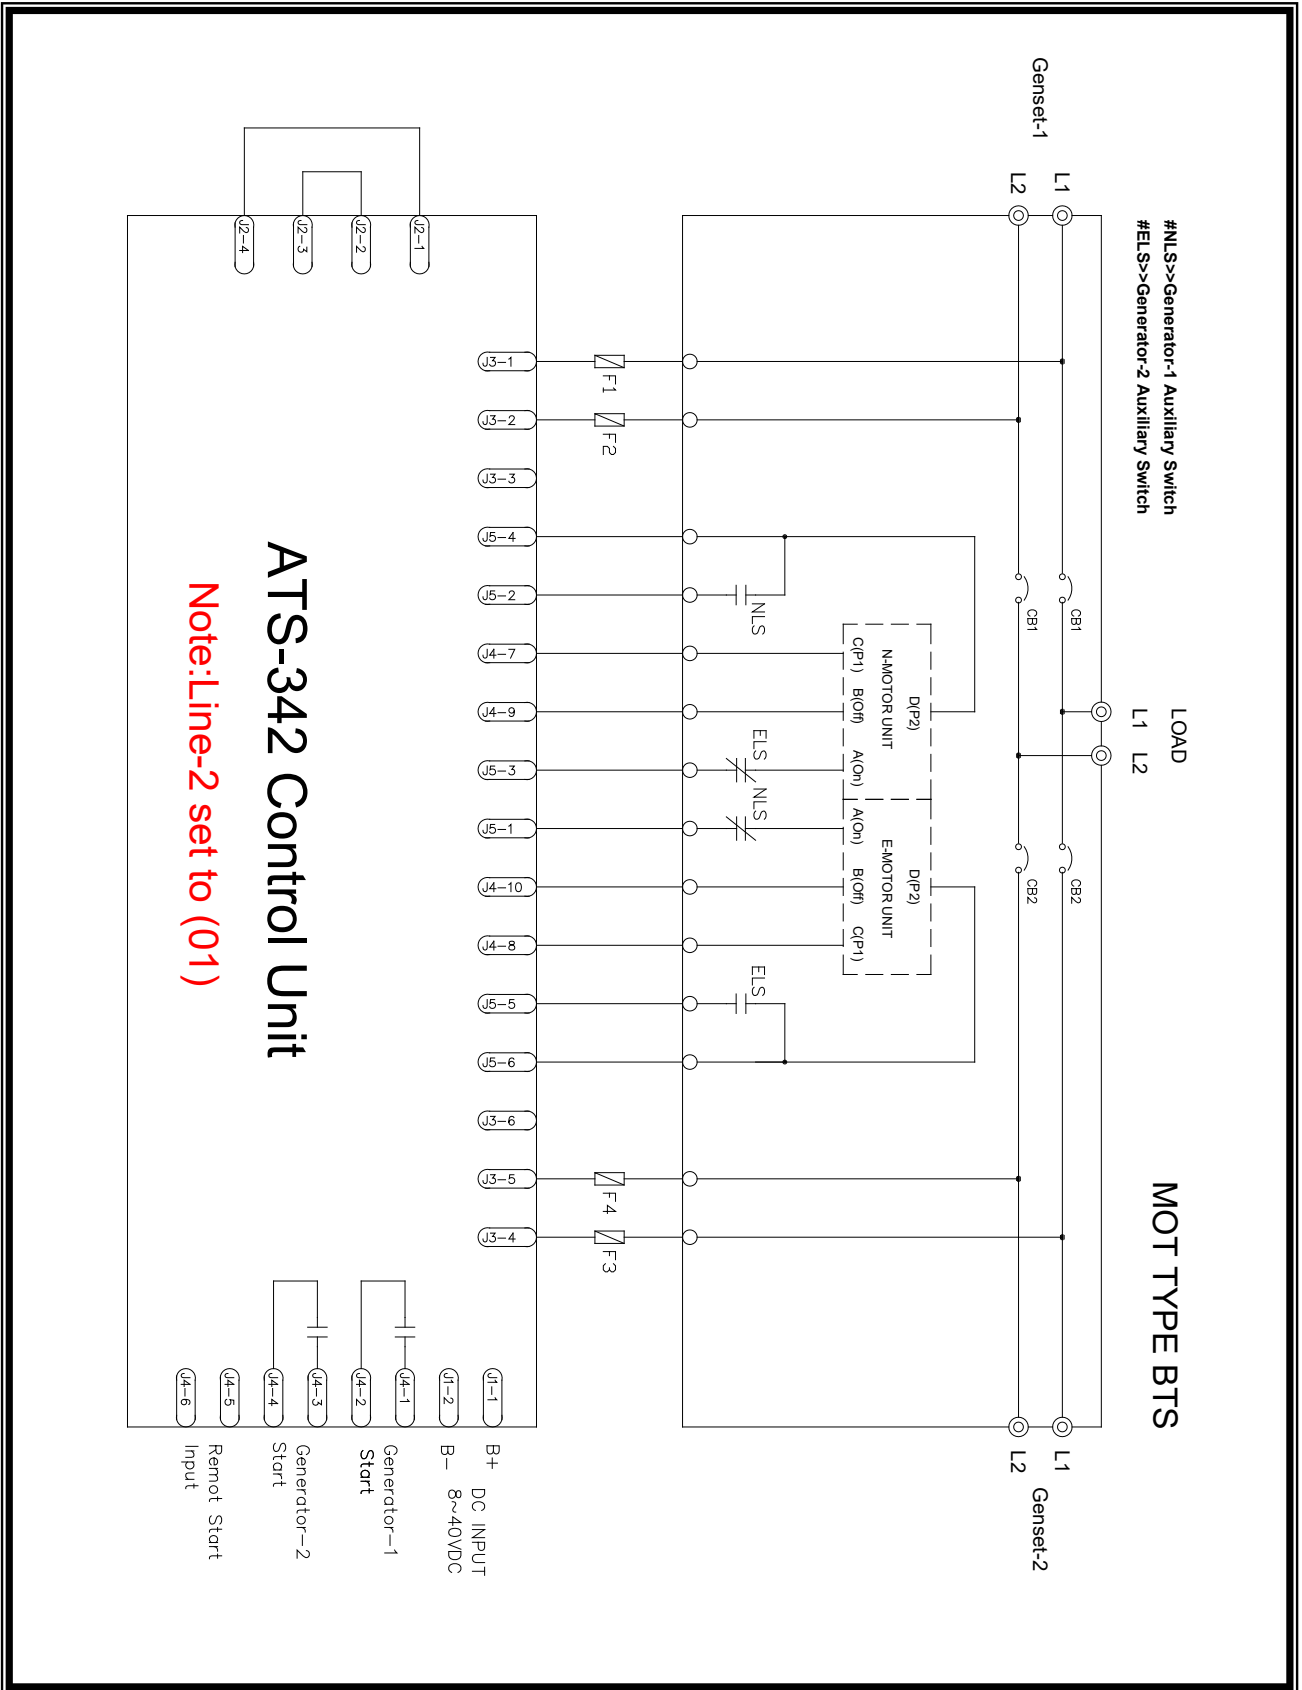 MOT TYPE BTS
#NLS>>Generator-1 Auxiliary Switch
#ELS>>Generator-2 Auxiliary Switch
LOAD
L1 L2
Genset-1
L1
L2
CB1
CB1
CB2
CB2
L1
L2
Genset-2
D(P2)
N-MOTOR UNIT
C(P1) B(Off) A(On)
D(P2)
E-MOTOR UNIT
A(On) B(Off) C(P1)
NLS
ELS
NLS
ELS
F1
F2
F4
F3
J3-1
J3-2
J3-3
J5-4
J5-2
J4-7
J4-9
J5-3
J5-1
J4-10
J4-8
J5-5
J5-6
J3-6
J3-5
J3-4
J2-1
J2-2
J2-3
J2-4
ATS-342 Control Unit
Note:Line-2 set to (01)
J1-1
B+
DC INPUT
J1-2
B-
8~40VDC
J4-1
J4-2
Generator-1
Start
J4-3
J4-4
Generator-2
Start
J4-5
J4-6
Remot Start
Input